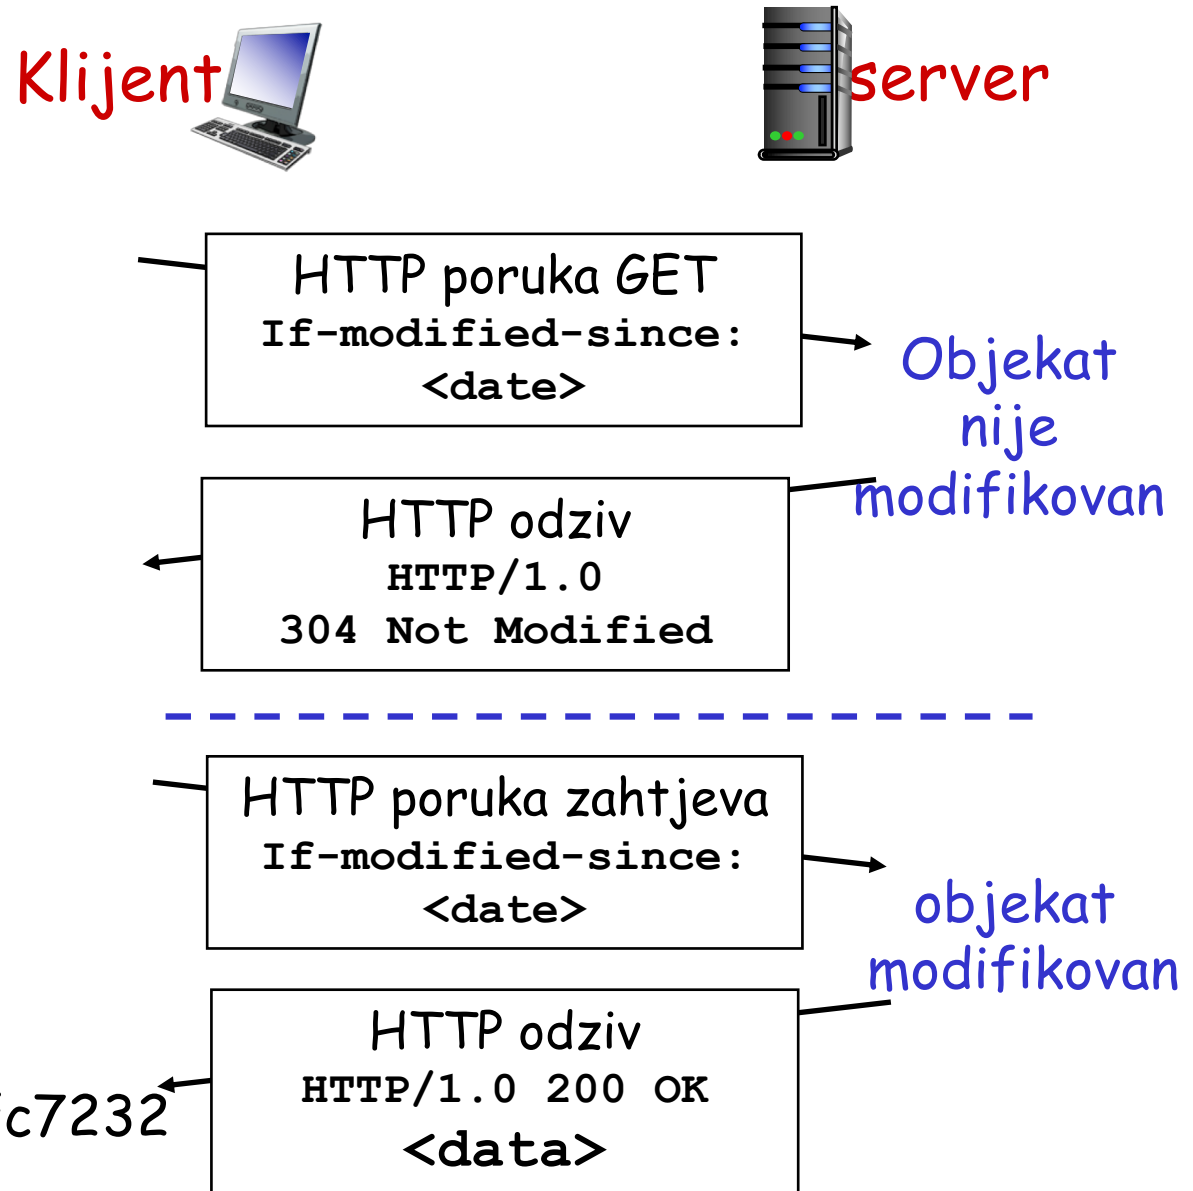 Klijent
server
HTTP poruka GET
If-modified-since:
<date>
Objekat
nije
modifikovan
HTTP odziv
HTTP/1.0
304 Not Modified
HTTP poruka zahtjeva
If-modified-since:
<date>
objekat
modifikovan
HTTP odziv
HTTP/1.0 200 OK
<data>
c7232